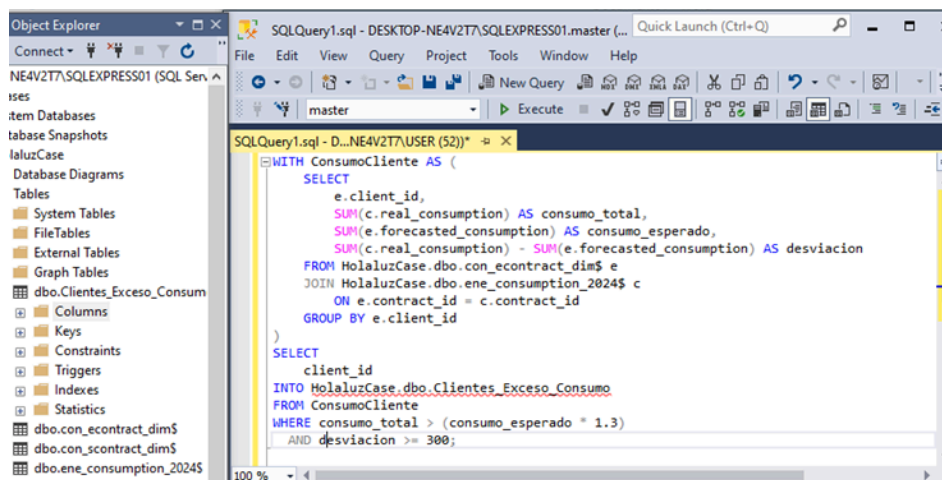 Object Explorer
SQLQuery1.sql - DESKTOP-NE4V2T7\SQLEXPRESS01.master (...
Quick Launch (Ctrl+Q)
Connect
File Edit View Query Project Tools Window Help
NE4V2T7\SQLEXPRESS01 (SQL Serv
New Query
master
Execute
tem Databases
tabase Snapshots
laluzCase
Database Diagrams
Tables
System Tables
FileTables
External Tables
Graph Tables
dbo.Clientes_Exceso_Consum
Columns
Keys
Constraints
Triggers
Indexes
Statistics
dbo.con_econtract_dim$
dbo.con_scontract_dim$
dbo.ene_consumption_2024$
SQLQuery1.sql - D...NE4V2T7\USER (52))*
WITH ConsumoCliente AS (
SELECT
e.client_id,
SUM(c.real_consumption) AS consumo_total,
SUM(e.forecasted_consumption) AS consumo_esperado,
SUM(c.real_consumption) - SUM(e.forecasted_consumption) AS desviacion
FROM HolaluzCase.dbo.con_econtract_dim$ e
JOIN HolaluzCase.dbo.ene_consumption_2024$ c
ON e.contract_id = c.contract_id
GROUP BY e.client_id
)
SELECT
client_id
INTO HolaluzCase.dbo.Clientes_Exceso_Consumo
FROM ConsumoCliente
WHERE consumo_total > (consumo_esperado * 1.3)
AND desviacion >= 300;
100 %